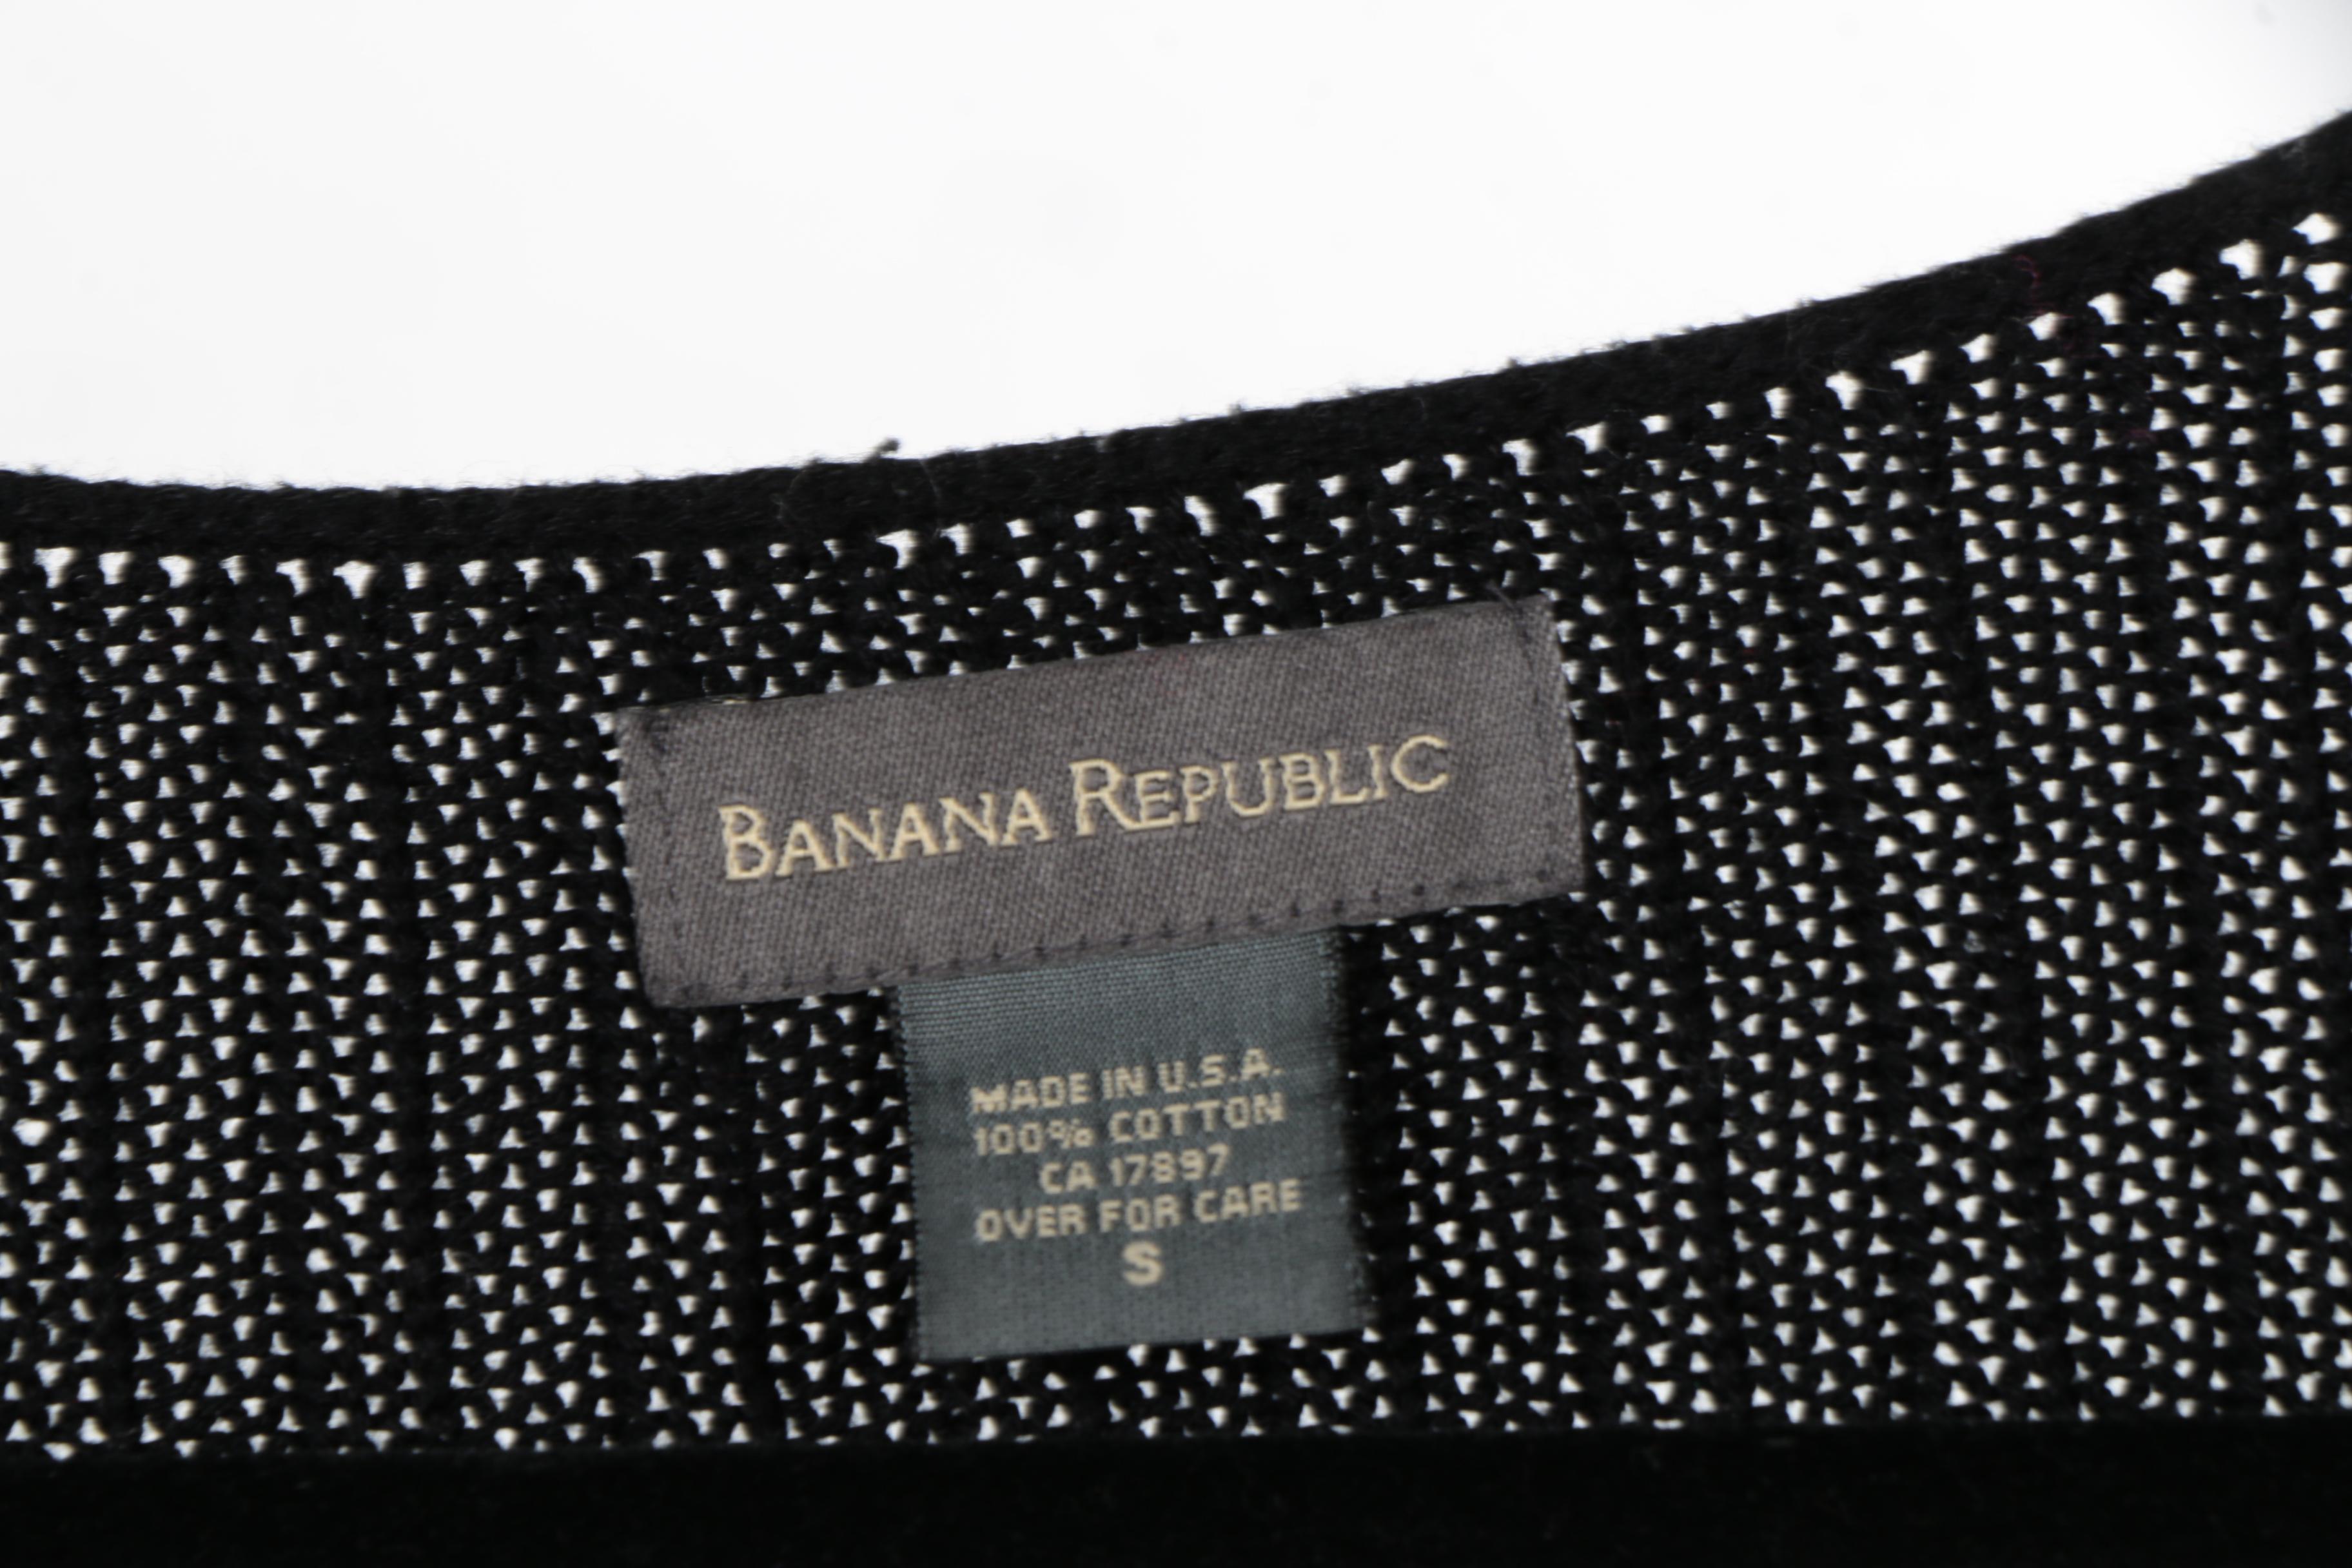 BANANA REPUBLIC
MADE IN U.S.A.
100% COTTON
CA 17897
OVER FOR CARE
S